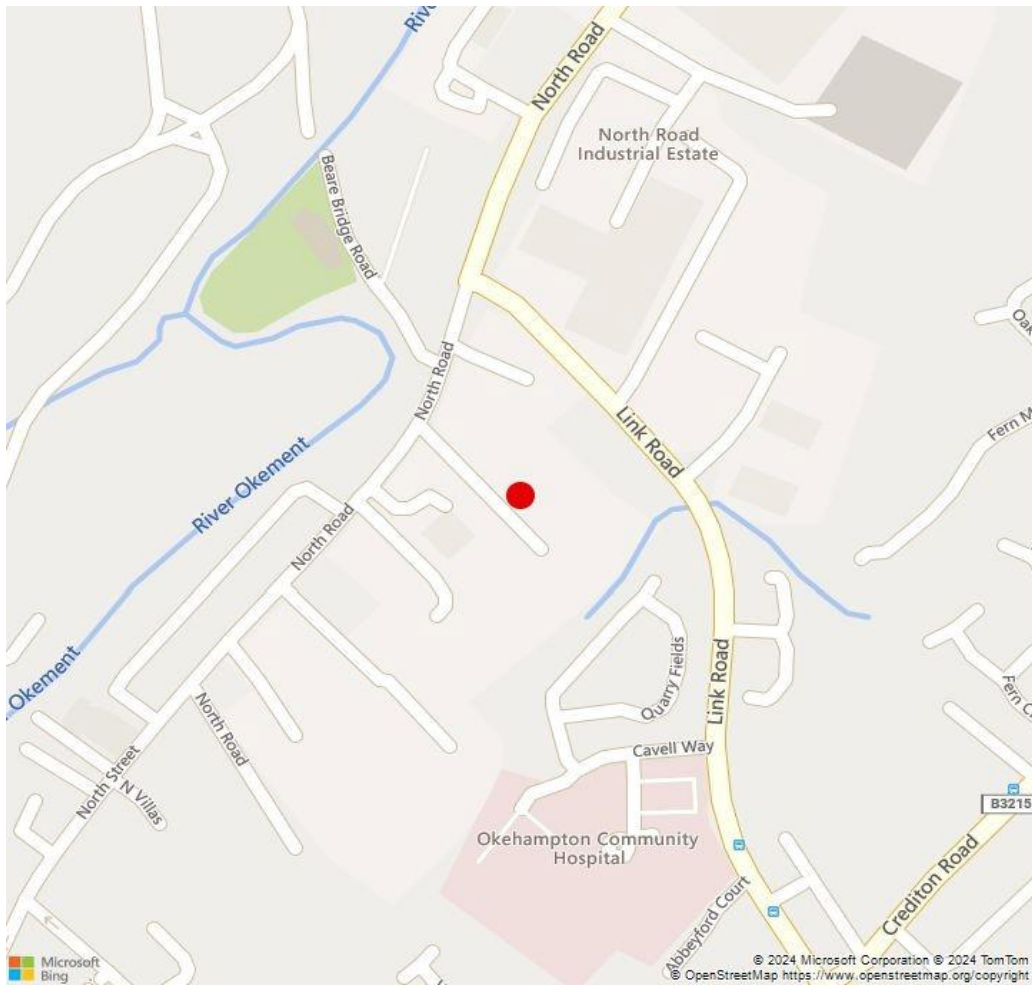 North Road
North Road
Industrial Estate
Beare Bridge Road
Oak
North Road
Link Road
Fern M
River Okement
North Road
Quarry Fields
Link Road
Okement
Fern C
North Road
Cavell Way
North Street
N Villas
B3215
Okehampton Community
Hospital
Crediton Road
Abbeyford Court
Microsoft
Bing
© 2024 Microsoft Corporation © 2024 TomTom
© OpenStreetMap https://www.openstreetmap.org/copyright